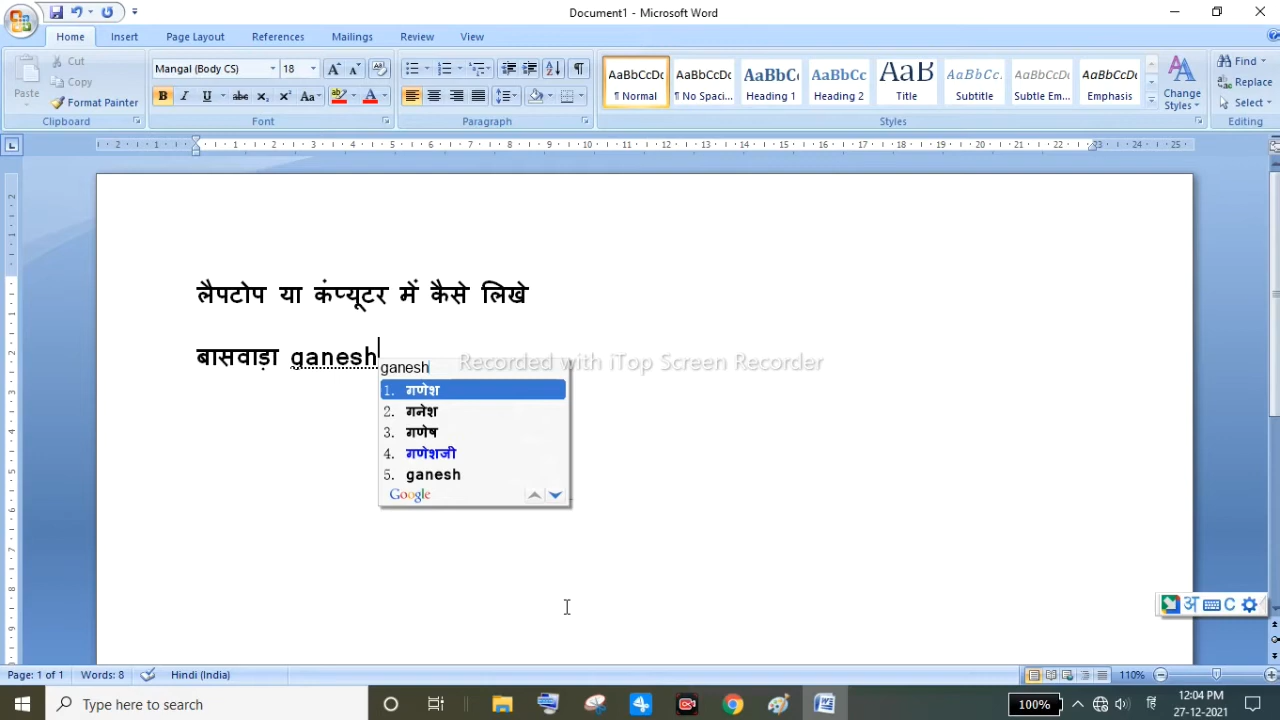 Document1 - Microsoft Word
Home Insert Page Layout References Mailings Review View
Paste
Cut
Copy
Format Painter
Clipboard
Mangal (Body CS) 18
Font
Paragraph
AaBbCcDc AaBbCcDc AaBbC( AaBbCc AaB AaBbCc. AaBbCcDc AaBbCcDc
¶ Normal ¶ No Spaci... Heading 1 Heading 2 Title Subtitle Subtle Em... Emphasis
Styles
Change Styles
Find
Replace
Select
Editing
लैपटोप या कंप्यूटर में कैसे लिखे
बासवाड़ा ganesh
ganesh
1. गणेश
2. गनेश
3. गणेष
4. गणेशजी
5. ganesh
Google
Recorded with iTop Screen Recorder
अ
Page: 1 of 1 Words: 8 Hindi (India) 110%
Type here to search
100%
हि
12:04 PM
27-12-2021